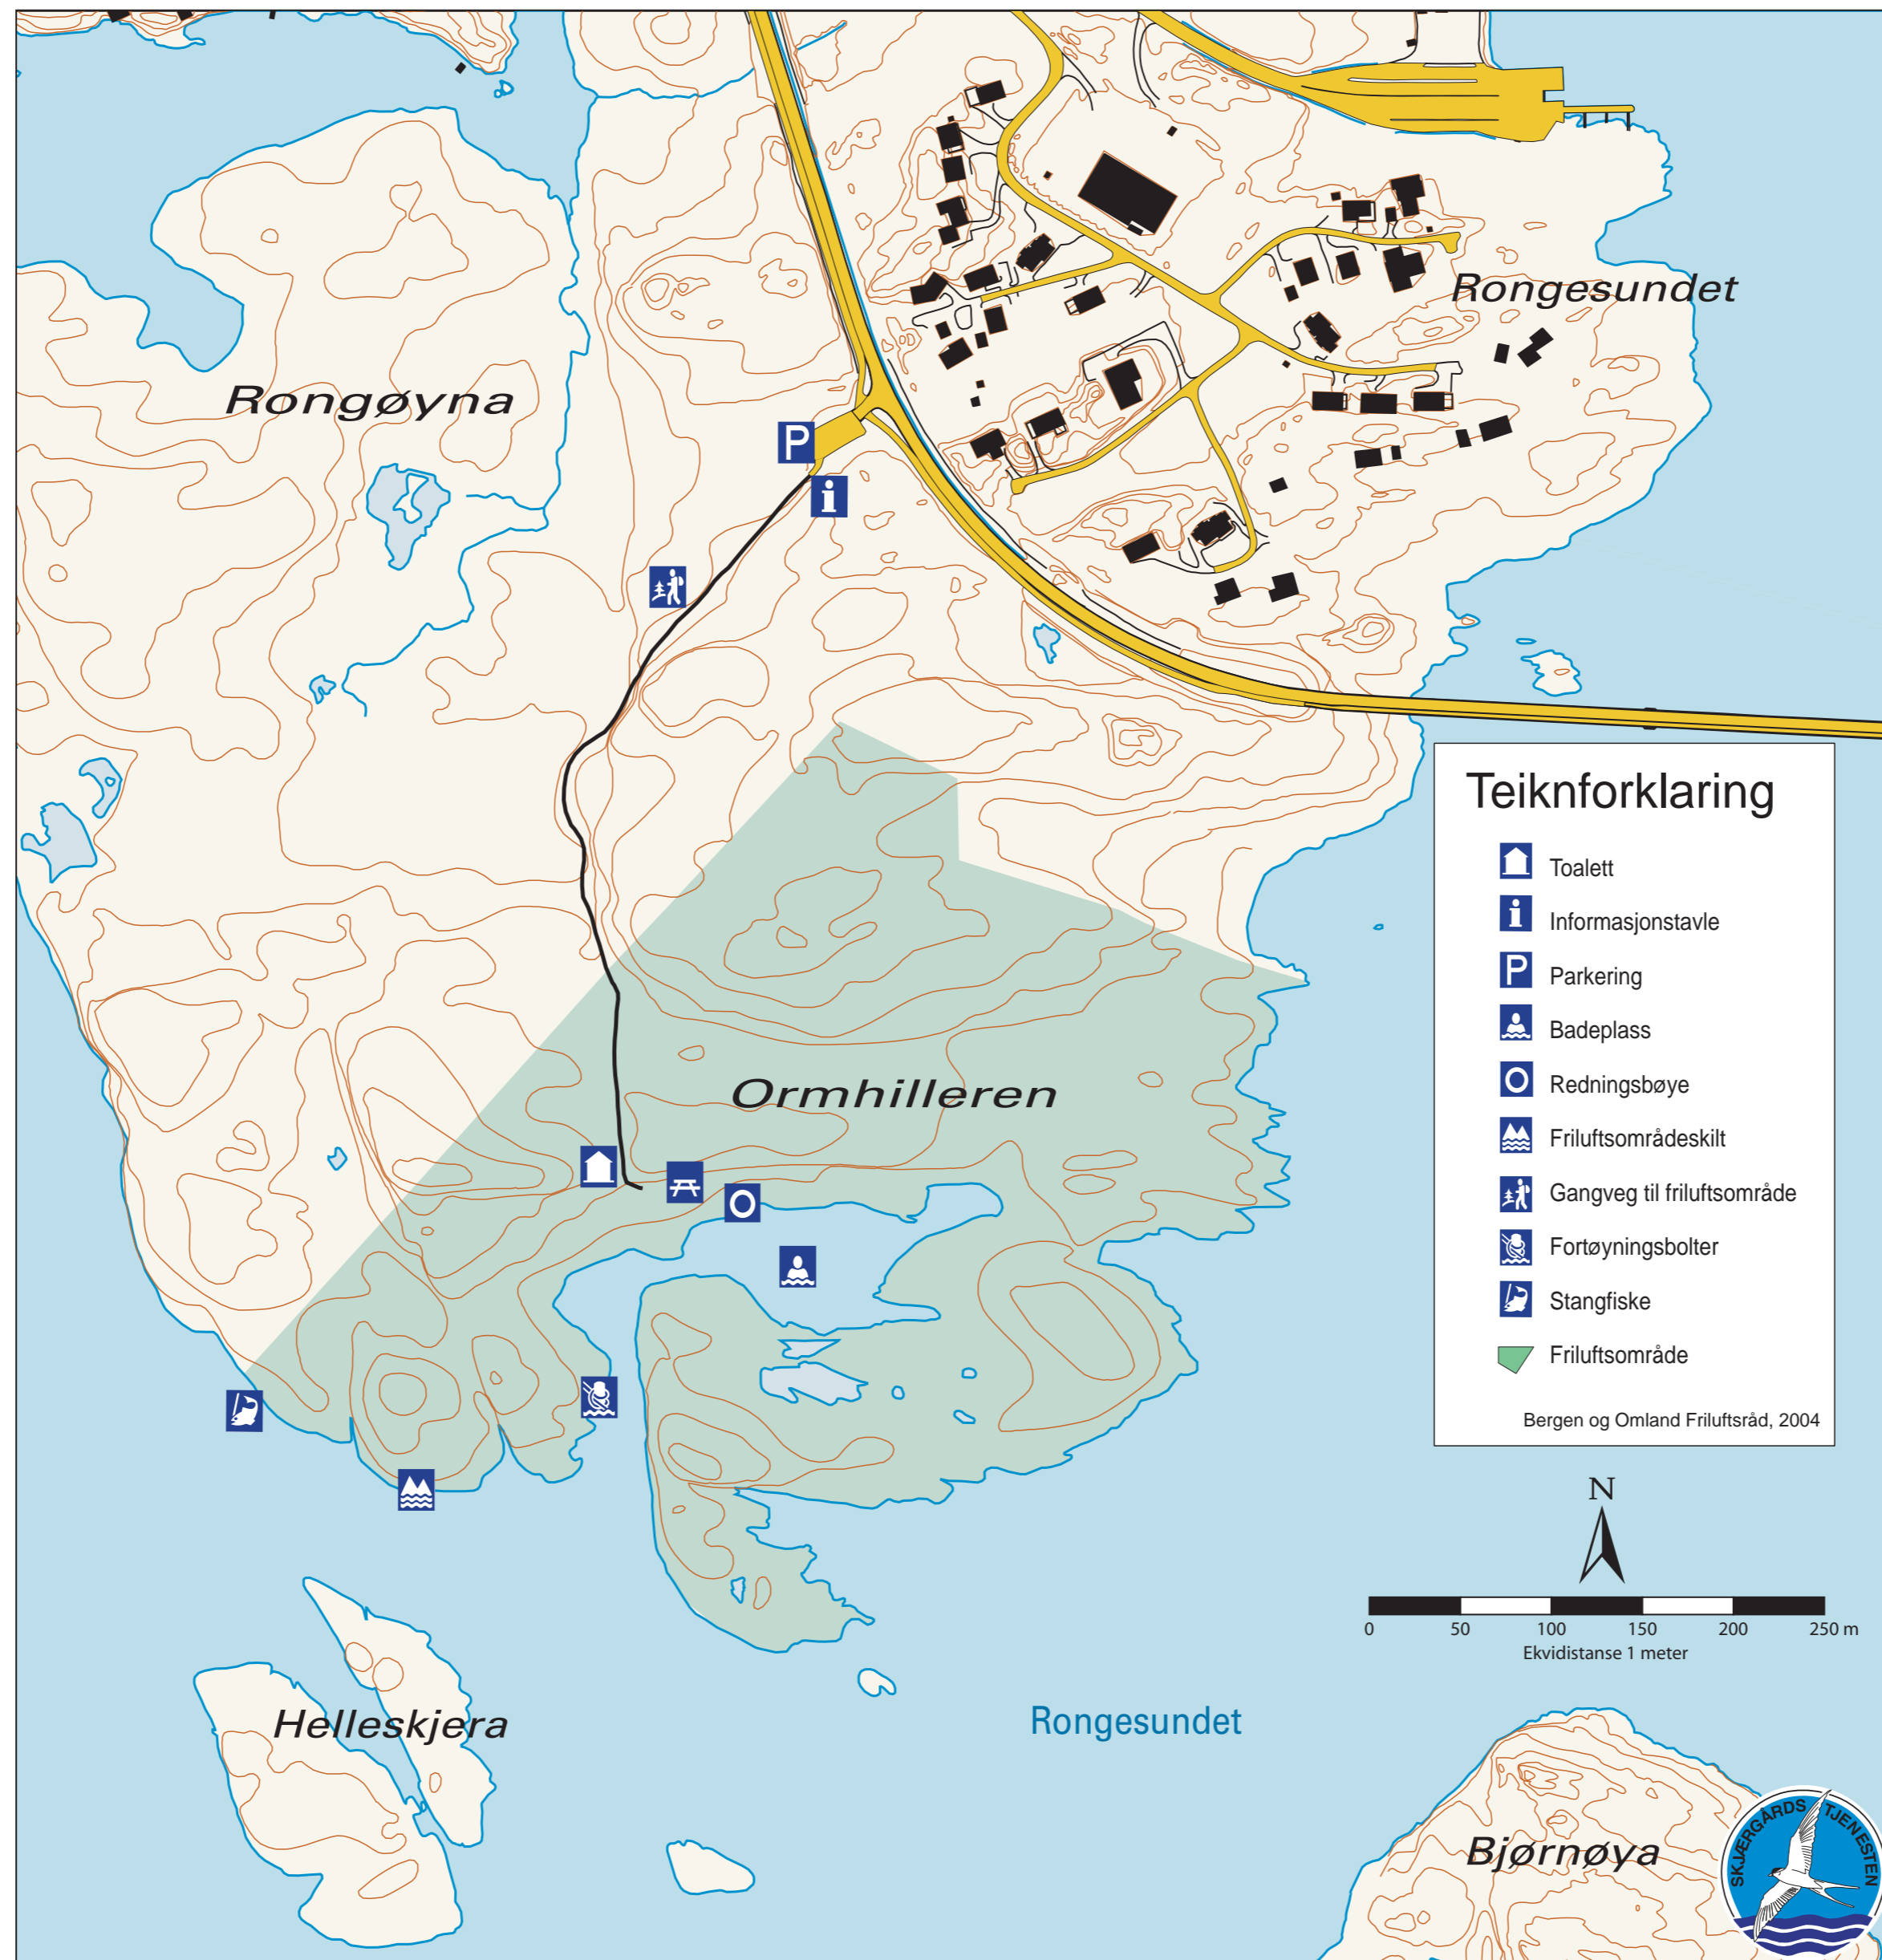 Rongesundet
Rongøyna
P
i
Teiknforklaring
Toalett
i Informasjonstavle
P Parkering
Badeplass
Redningsbøye
Friluftsområdeskilt
Gangveg til friluftsområde
Fortøyningsbolter
Stangfiske
Friluftsområde
Bergen og Omland Friluftsråd, 2004
Ormhilleren
N
0 50 100 150 200 250 m
Ekvidistanse 1 meter
Helleskjera
Rongesundet
Bjørnøya
SKJÆRGÅRDS TJENESTEN